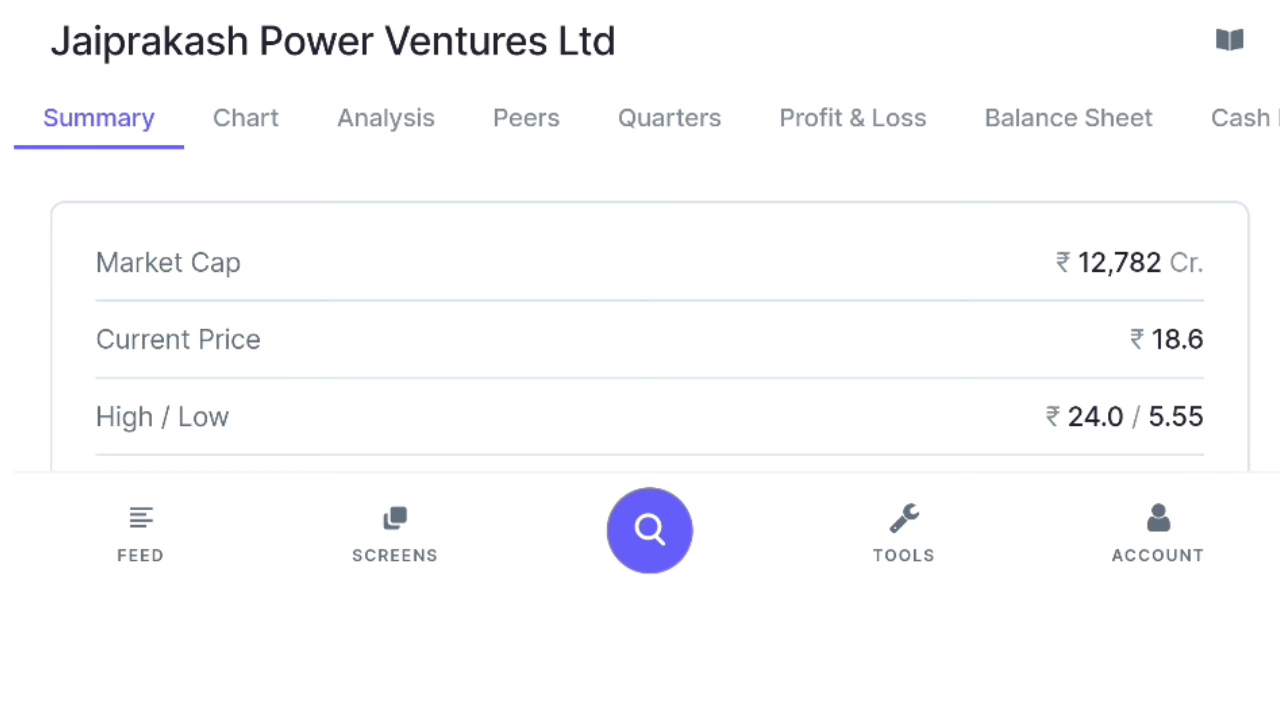 Jaiprakash Power Ventures Ltd
Summary Chart Analysis Peers Quarters Profit & Loss Balance Sheet Cash
Market Cap ₹ 12,782 Cr.
Current Price ₹ 18.6
High / Low ₹ 24.0 / 5.55
FEED SCREENS TOOLS ACCOUNT